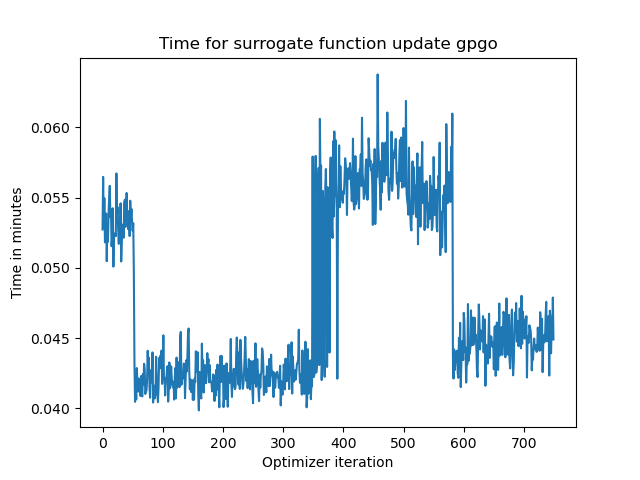 Time for surrogate function update gpgo
0.060
0.055
0.050
0.045
0.040
Time in minutes
0 100 200 300 400 500 600 700
Optimizer iteration